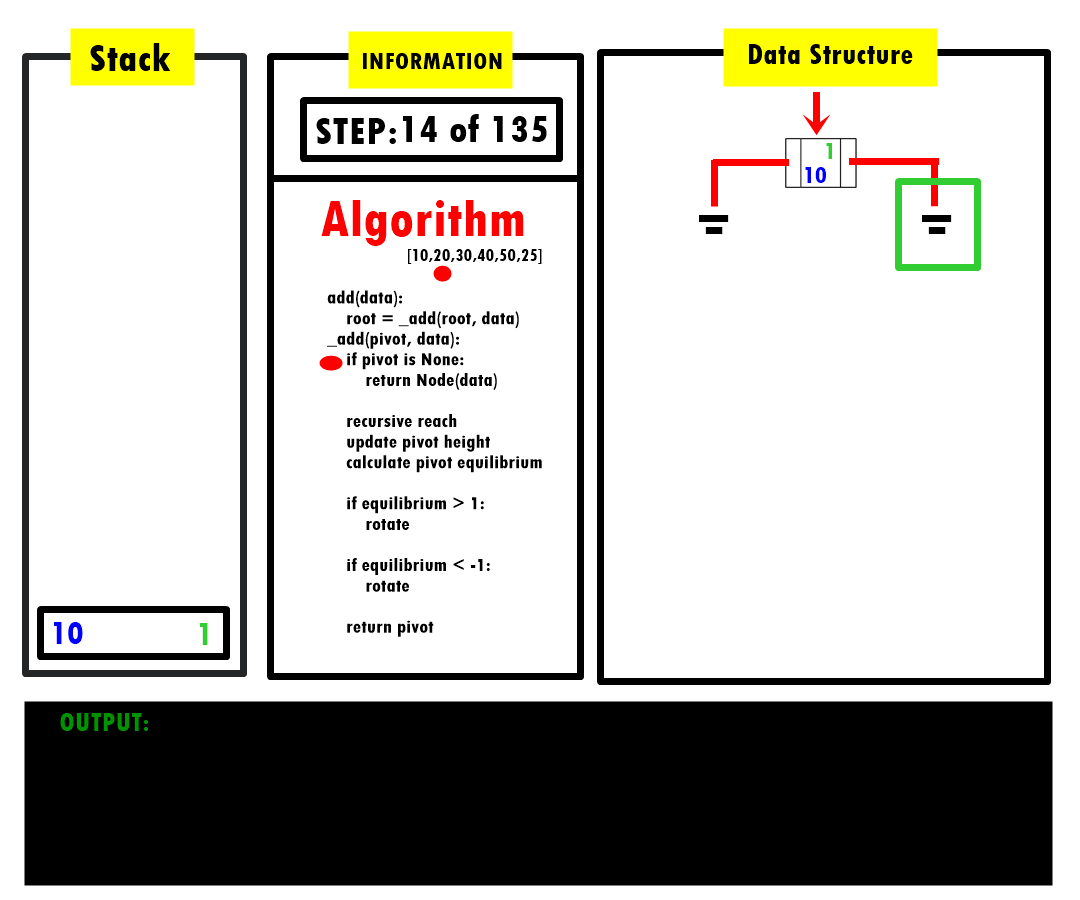 Stack
10 1
INFORMATION
STEP:14 of 135
Algorithm
[10,20,30,40,50,25]
add(data):
root = _add(root, data)
_add(pivot, data):
if pivot is None:
return Node(data)
recursive reach
update pivot height
calculate pivot equilibrium
if equilibrium > 1:
rotate
if equilibrium < -1:
rotate
return pivot
Data Structure
1
10
OUTPUT: